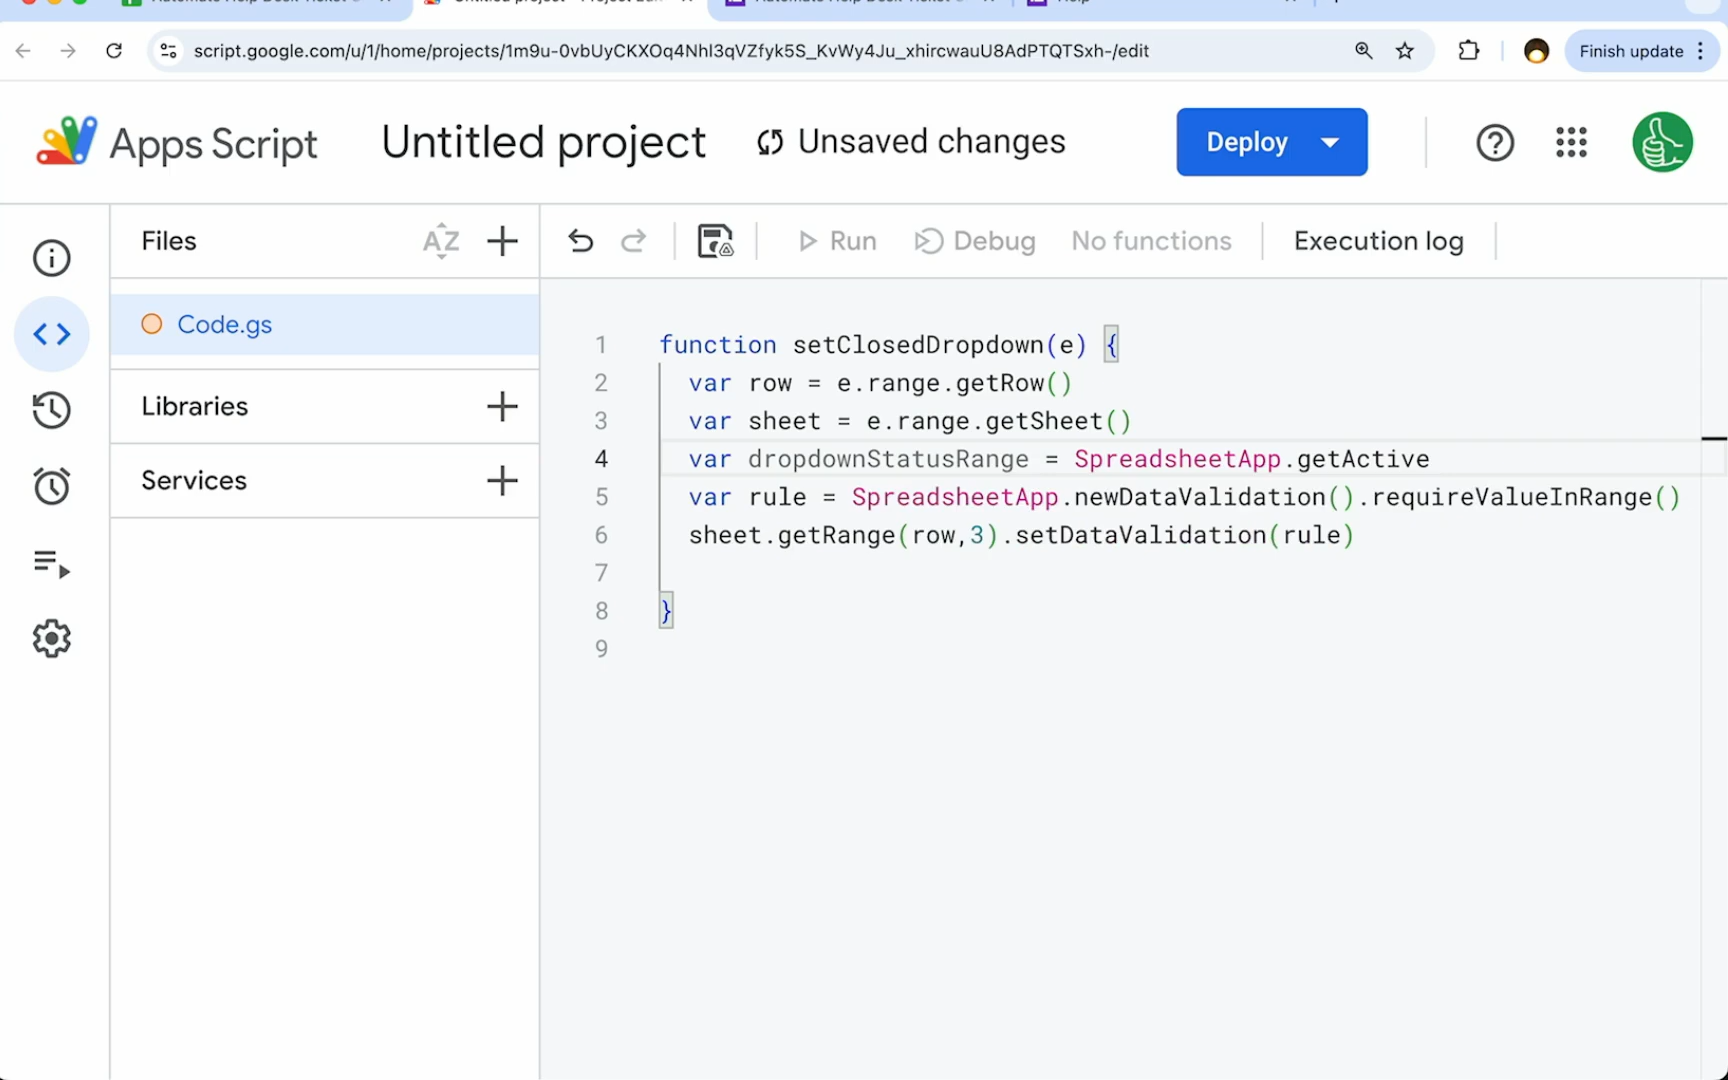 script.google.com/u/1/home/projects/1m9u-0vbUyCKXOq4Nhl3qVZfyk5S_KvWy4Ju_xhircwauU8AdPTQTSxh-/edit
Finish update
Apps Script
Untitled project
Unsaved changes
Deploy
Files
AZ
Run
Debug
No functions
Execution log
Code.gs
Libraries
Services
1 function setClosedDropdown(e) {
2 var row = e.range.getRow()
3 var sheet = e.range.getSheet()
4 var dropdownStatusRange = SpreadsheetApp.getActive
5 var rule = SpreadsheetApp.newDataValidation().requireValueInRange()
6 sheet.getRange(row,3).setDataValidation(rule)
7
8 }
9